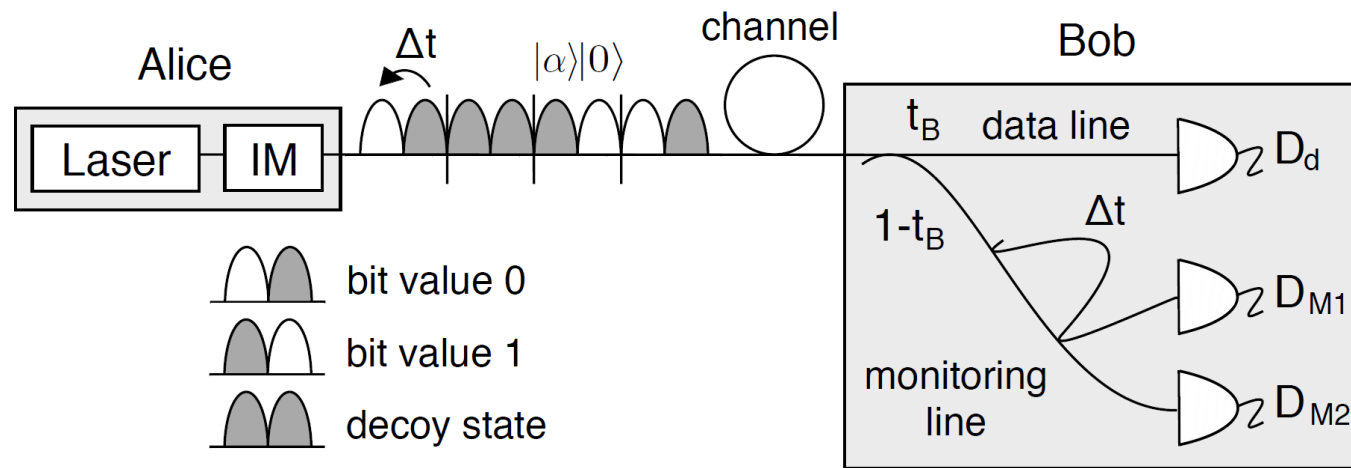 Alice
Laser
IM
Δt
|α⟩|0⟩
channel
Bob
t_B
data line
D_d
1-t_B
Δt
D_M1
monitoring
line
D_M2
bit value 0
bit value 1
decoy state